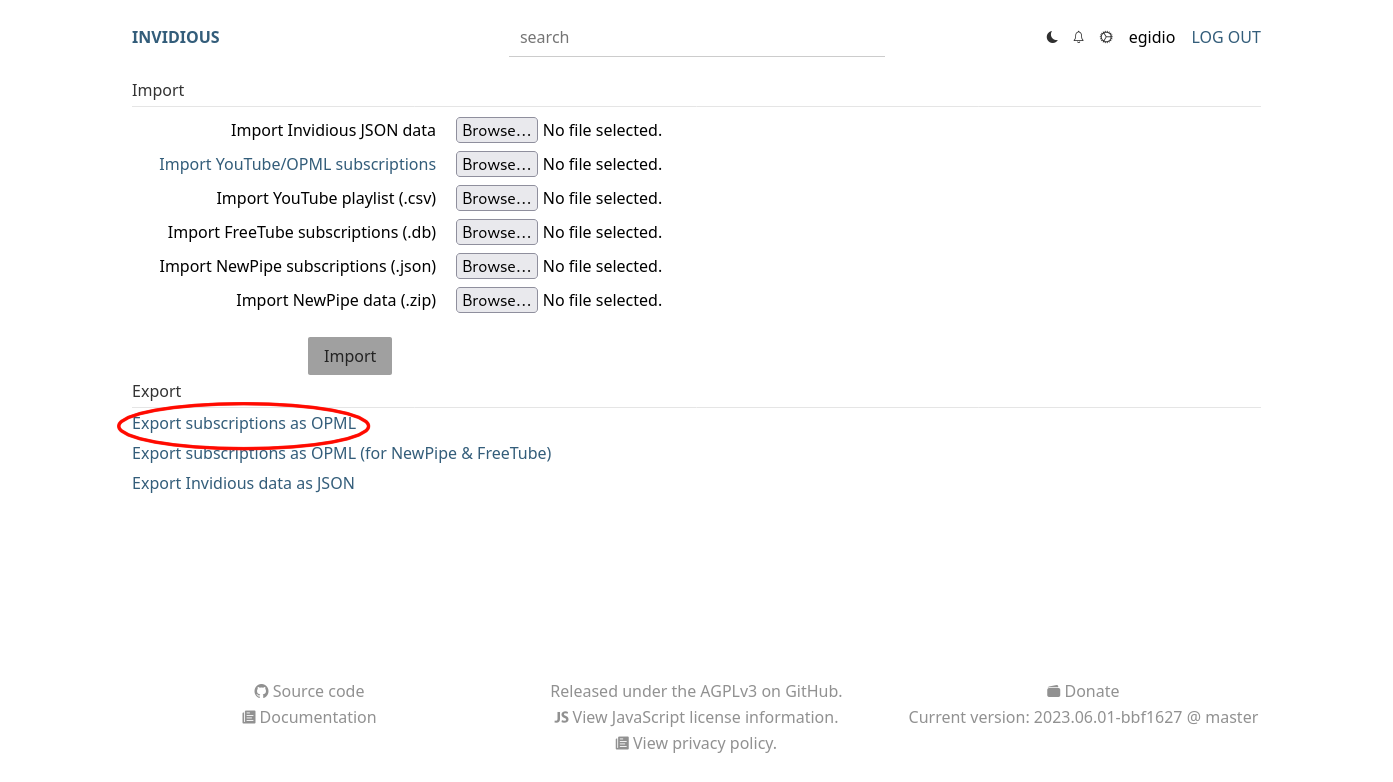 INVIDIOUS search egidio LOG OUT
Import
Import Invidious JSON data Browse... No file selected.
Import YouTube/OPML subscriptions Browse... No file selected.
Import YouTube playlist (.csv) Browse... No file selected.
Import FreeTube subscriptions (.db) Browse... No file selected.
Import NewPipe subscriptions (.json) Browse... No file selected.
Import NewPipe data (.zip) Browse... No file selected.
Import
Export
Export subscriptions as OPML
Export subscriptions as OPML (for NewPipe & FreeTube)
Export Invidious data as JSON
Source code Released under the AGPLv3 on GitHub. Donate
Documentation JS View JavaScript license information. Current version: 2023.06.01-bbf1627 @ master
View privacy policy.